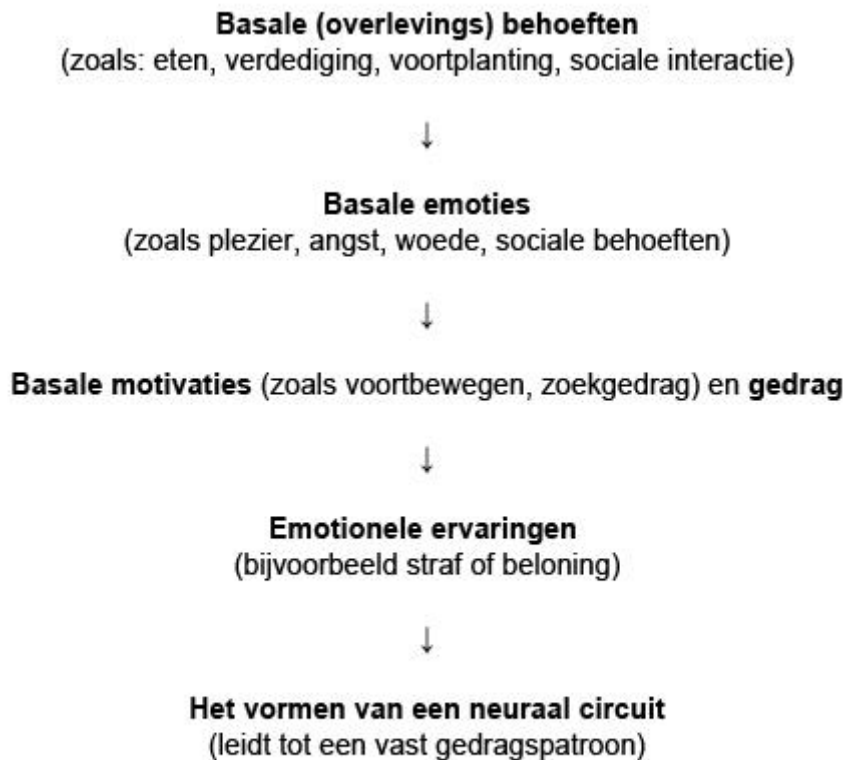 Basale (overlevings) behoeften
(zoals: eten, verdediging, voortplanting, sociale interactie)
↓
Basale emoties
(zoals plezier, angst, woede, sociale behoeften)
↓
Basale motivaties (zoals voortbewegen, zoekgedrag) en gedrag
↓
Emotionele ervaringen
(bijvoorbeeld straf of beloning)
↓
Het vormen van een neuraal circuit
(leidt tot een vast gedragspatroon)